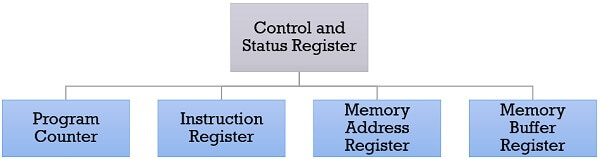 Control and
Status Register
Program
Counter
Instruction
Register
Memory
Address
Register
Memory
Buffer
Register